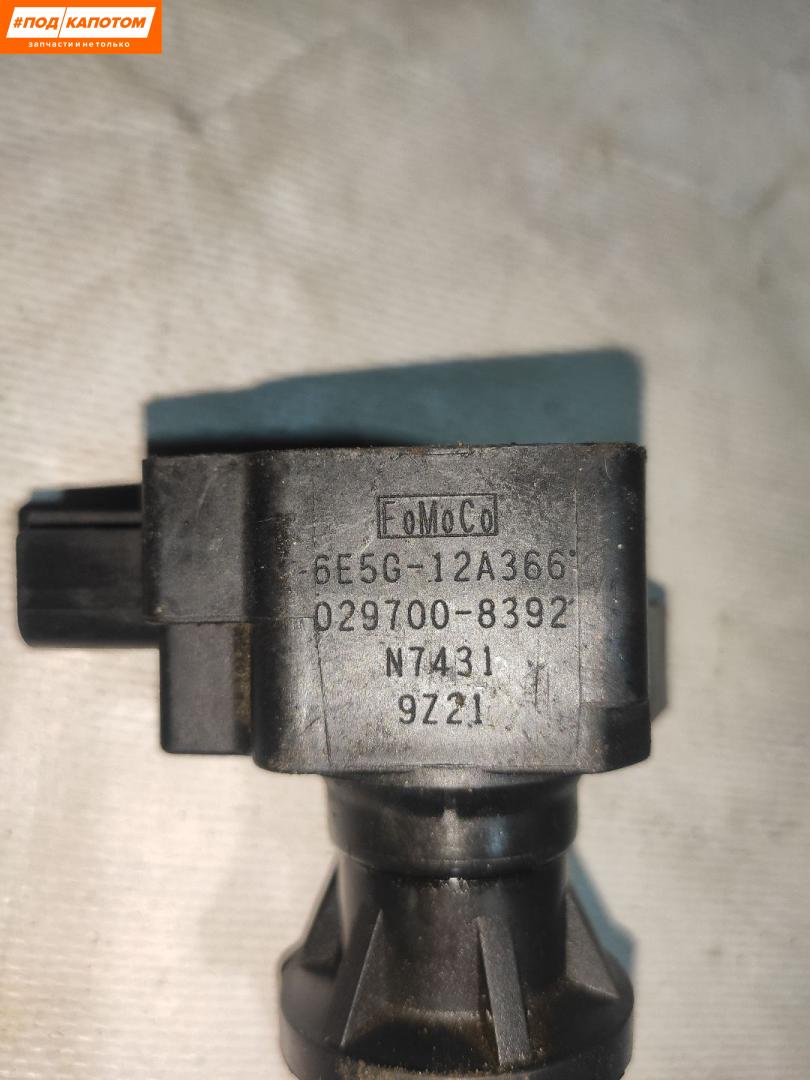 #ПОД КАПОТОМ
запчасти и не только
FoMoCo
6E5G-12A366
029700-8392
N7431
9Z21